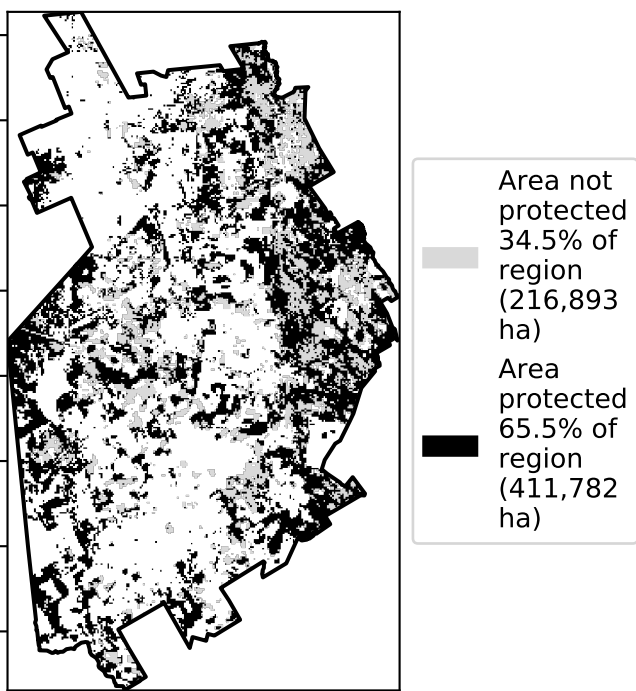 Area not
protected
34.5% of
region
(216,893
ha)
Area
protected
65.5% of
region
(411,782
ha)